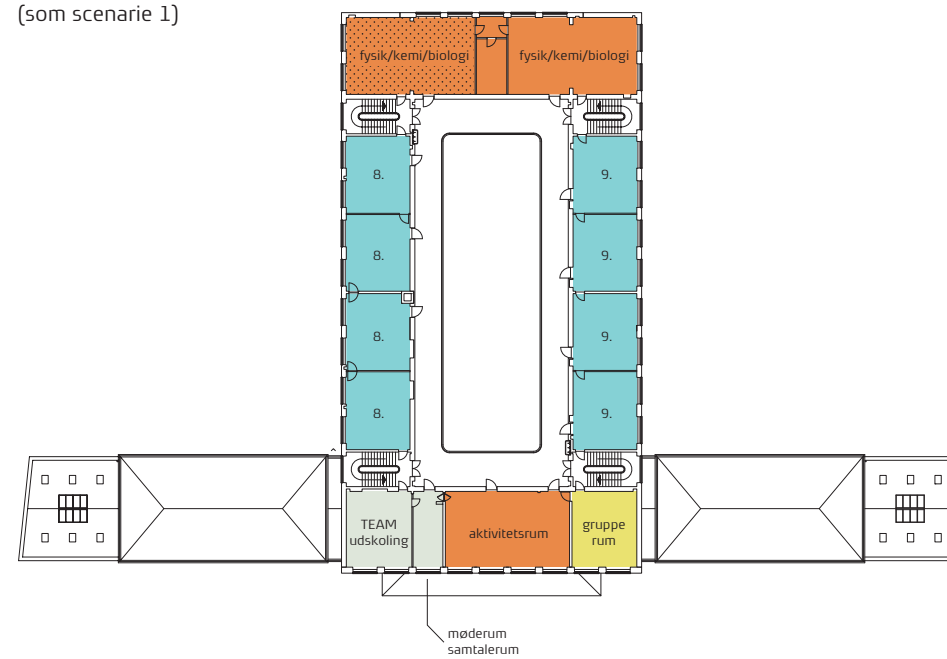 (som scenarie 1)
fysik/kemi/biologi
fysik/kemi/biologi
8.
9.
8.
9.
8.
9.
8.
9.
TEAM
udskoling
aktivitetsrum
gruppe
rum
møderum
samtalerum